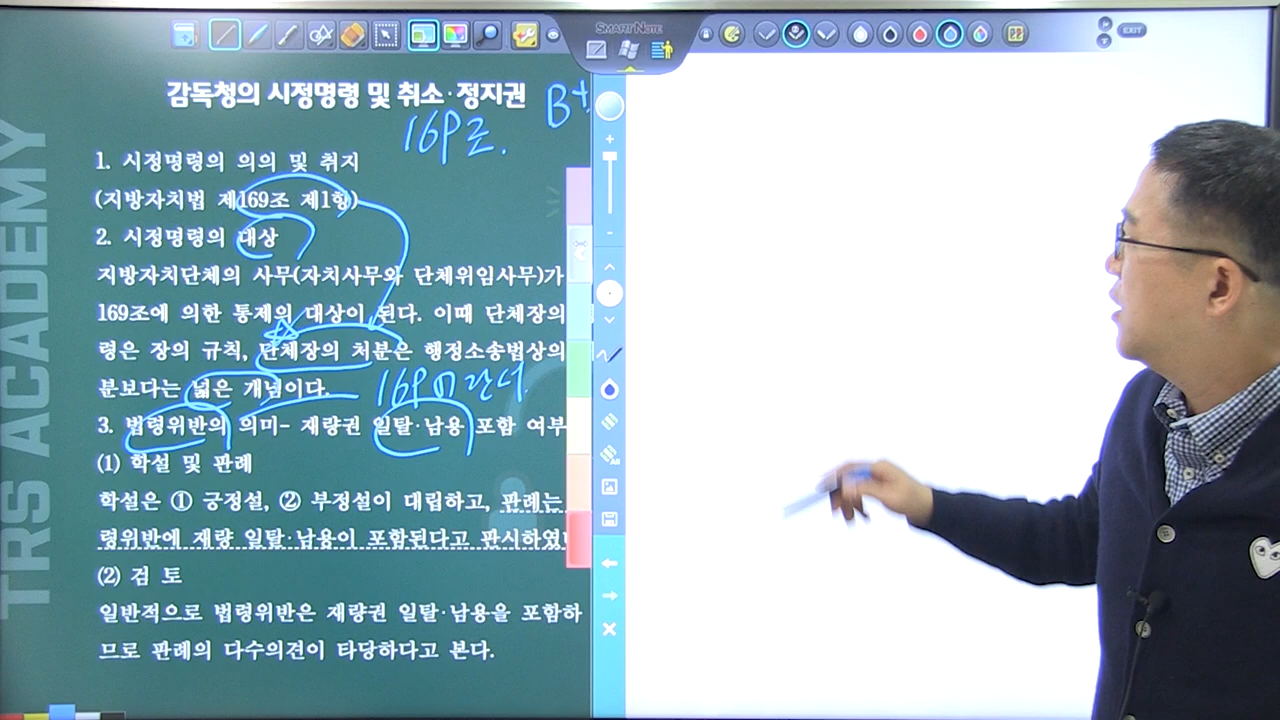 SMART NOTE
EXIT
감독청의 시정명령 및 취소·정지권
B+
16P로.
1. 시정명령의 의의 및 취지
(지방자치법 제169조 제1항)
2. 시정명령의 대상
지방자치단체의 사무(자치사무와 단체위임사무)가
169조에 의한 통제의 대상이 된다. 이때 단체장의
령은 장의 규칙, 단체장의 처분은 행정소송법상의
분보다는 넓은 개념이다.
3. 법령위반의 의미- 재량권 일탈·남용 포함 여부
(1) 학설 및 판례
학설은 ① 긍정설, ② 부정설이 대립하고, 판례는
령위반에 재량 일탈·남용이 포함된다고 판시하였
(2) 검 토
일반적으로 법령위반은 재량권 일탈·남용을 포함하
므로 판례의 다수의견이 타당하다고 본다.
TRS ACADEMY
All